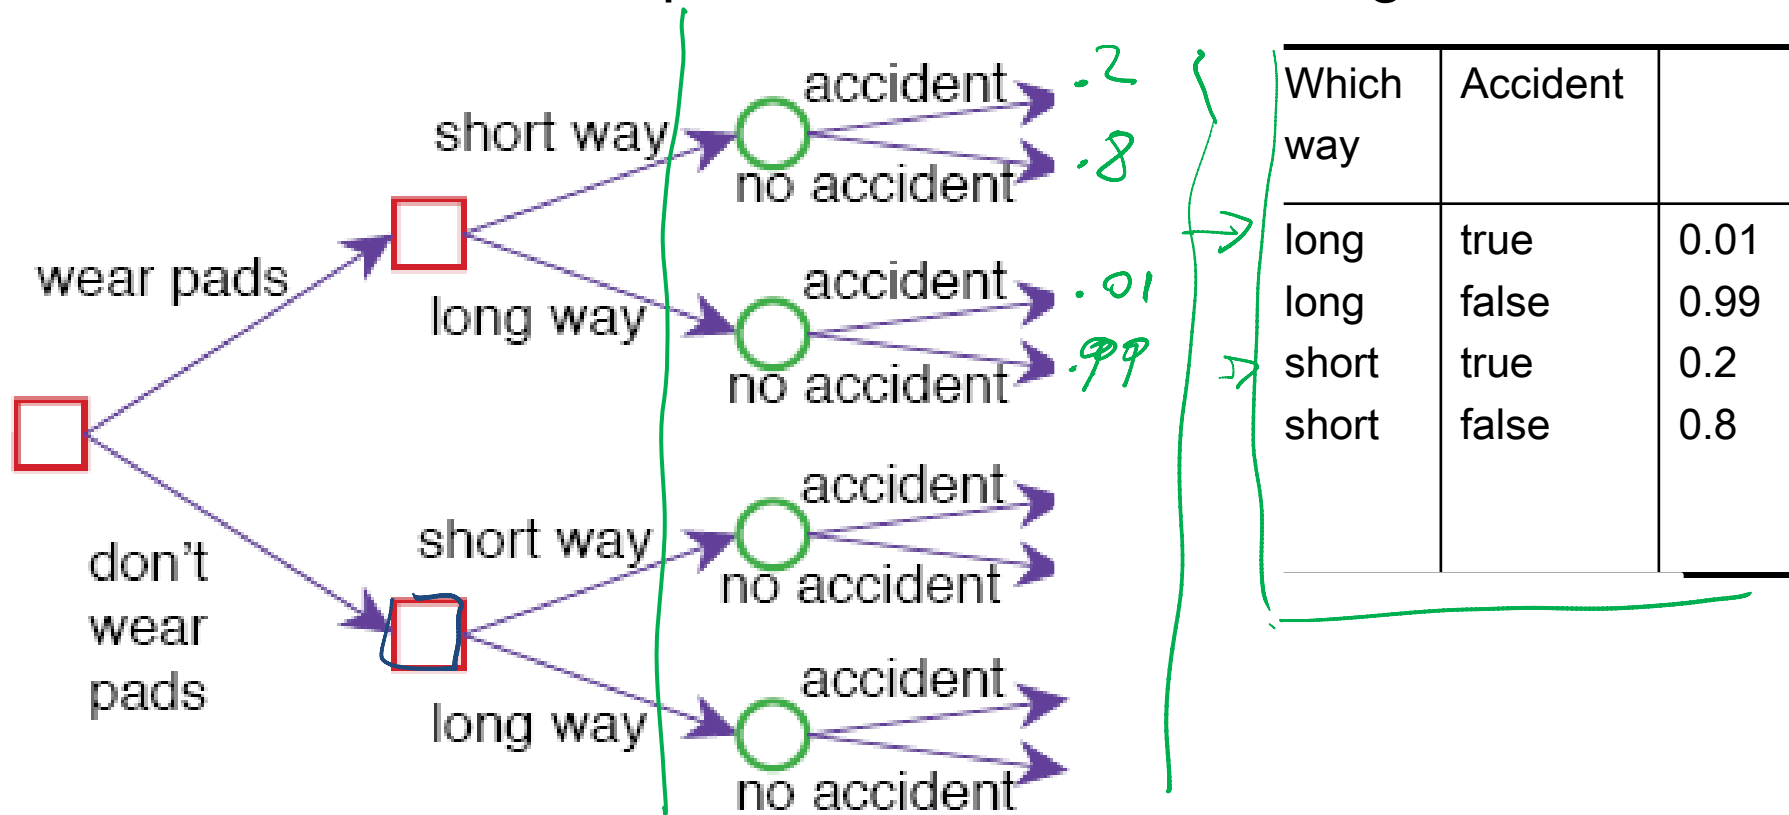 accident .2
short way
no accident .8
wear pads
accident .01
long way
no accident .99
accident
short way
no accident
don't
wear
pads
accident
long way
no accident
Which way Accident
long true 0.01
long false 0.99
short true 0.2
short false 0.8